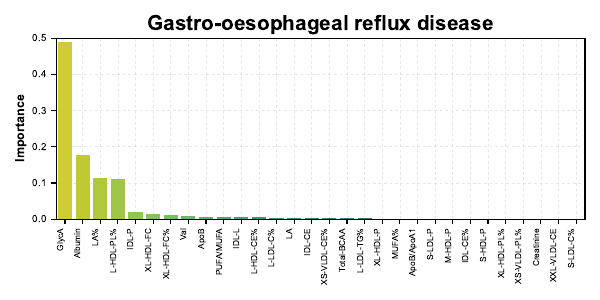 Gastro-oesophageal reflux disease
Importance
0.5
0.4
0.3
0.2
0.1
0.0
GlycA
Albumin
LA%
L-HDL-PL%
IDL-P
XL-HDL-FC
XL-HDL-FC%
Val
ApoB
PUFA/MUFA
IDL-L
L-HDL-CE%
L-LDL-C%
LA
IDL-CE
XS-VLDL-CE%
Total-BCAA
L-LDL-TG%
XL-HDL-P
MUFA%
ApoB/ApoA1
S-LDL-P
M-HDL-P
IDL-CE%
S-HDL-P
XL-HDL-PL%
XS-VLDL-PL%
Creatinine
XXL-VLDL-CE
S-LDL-C%